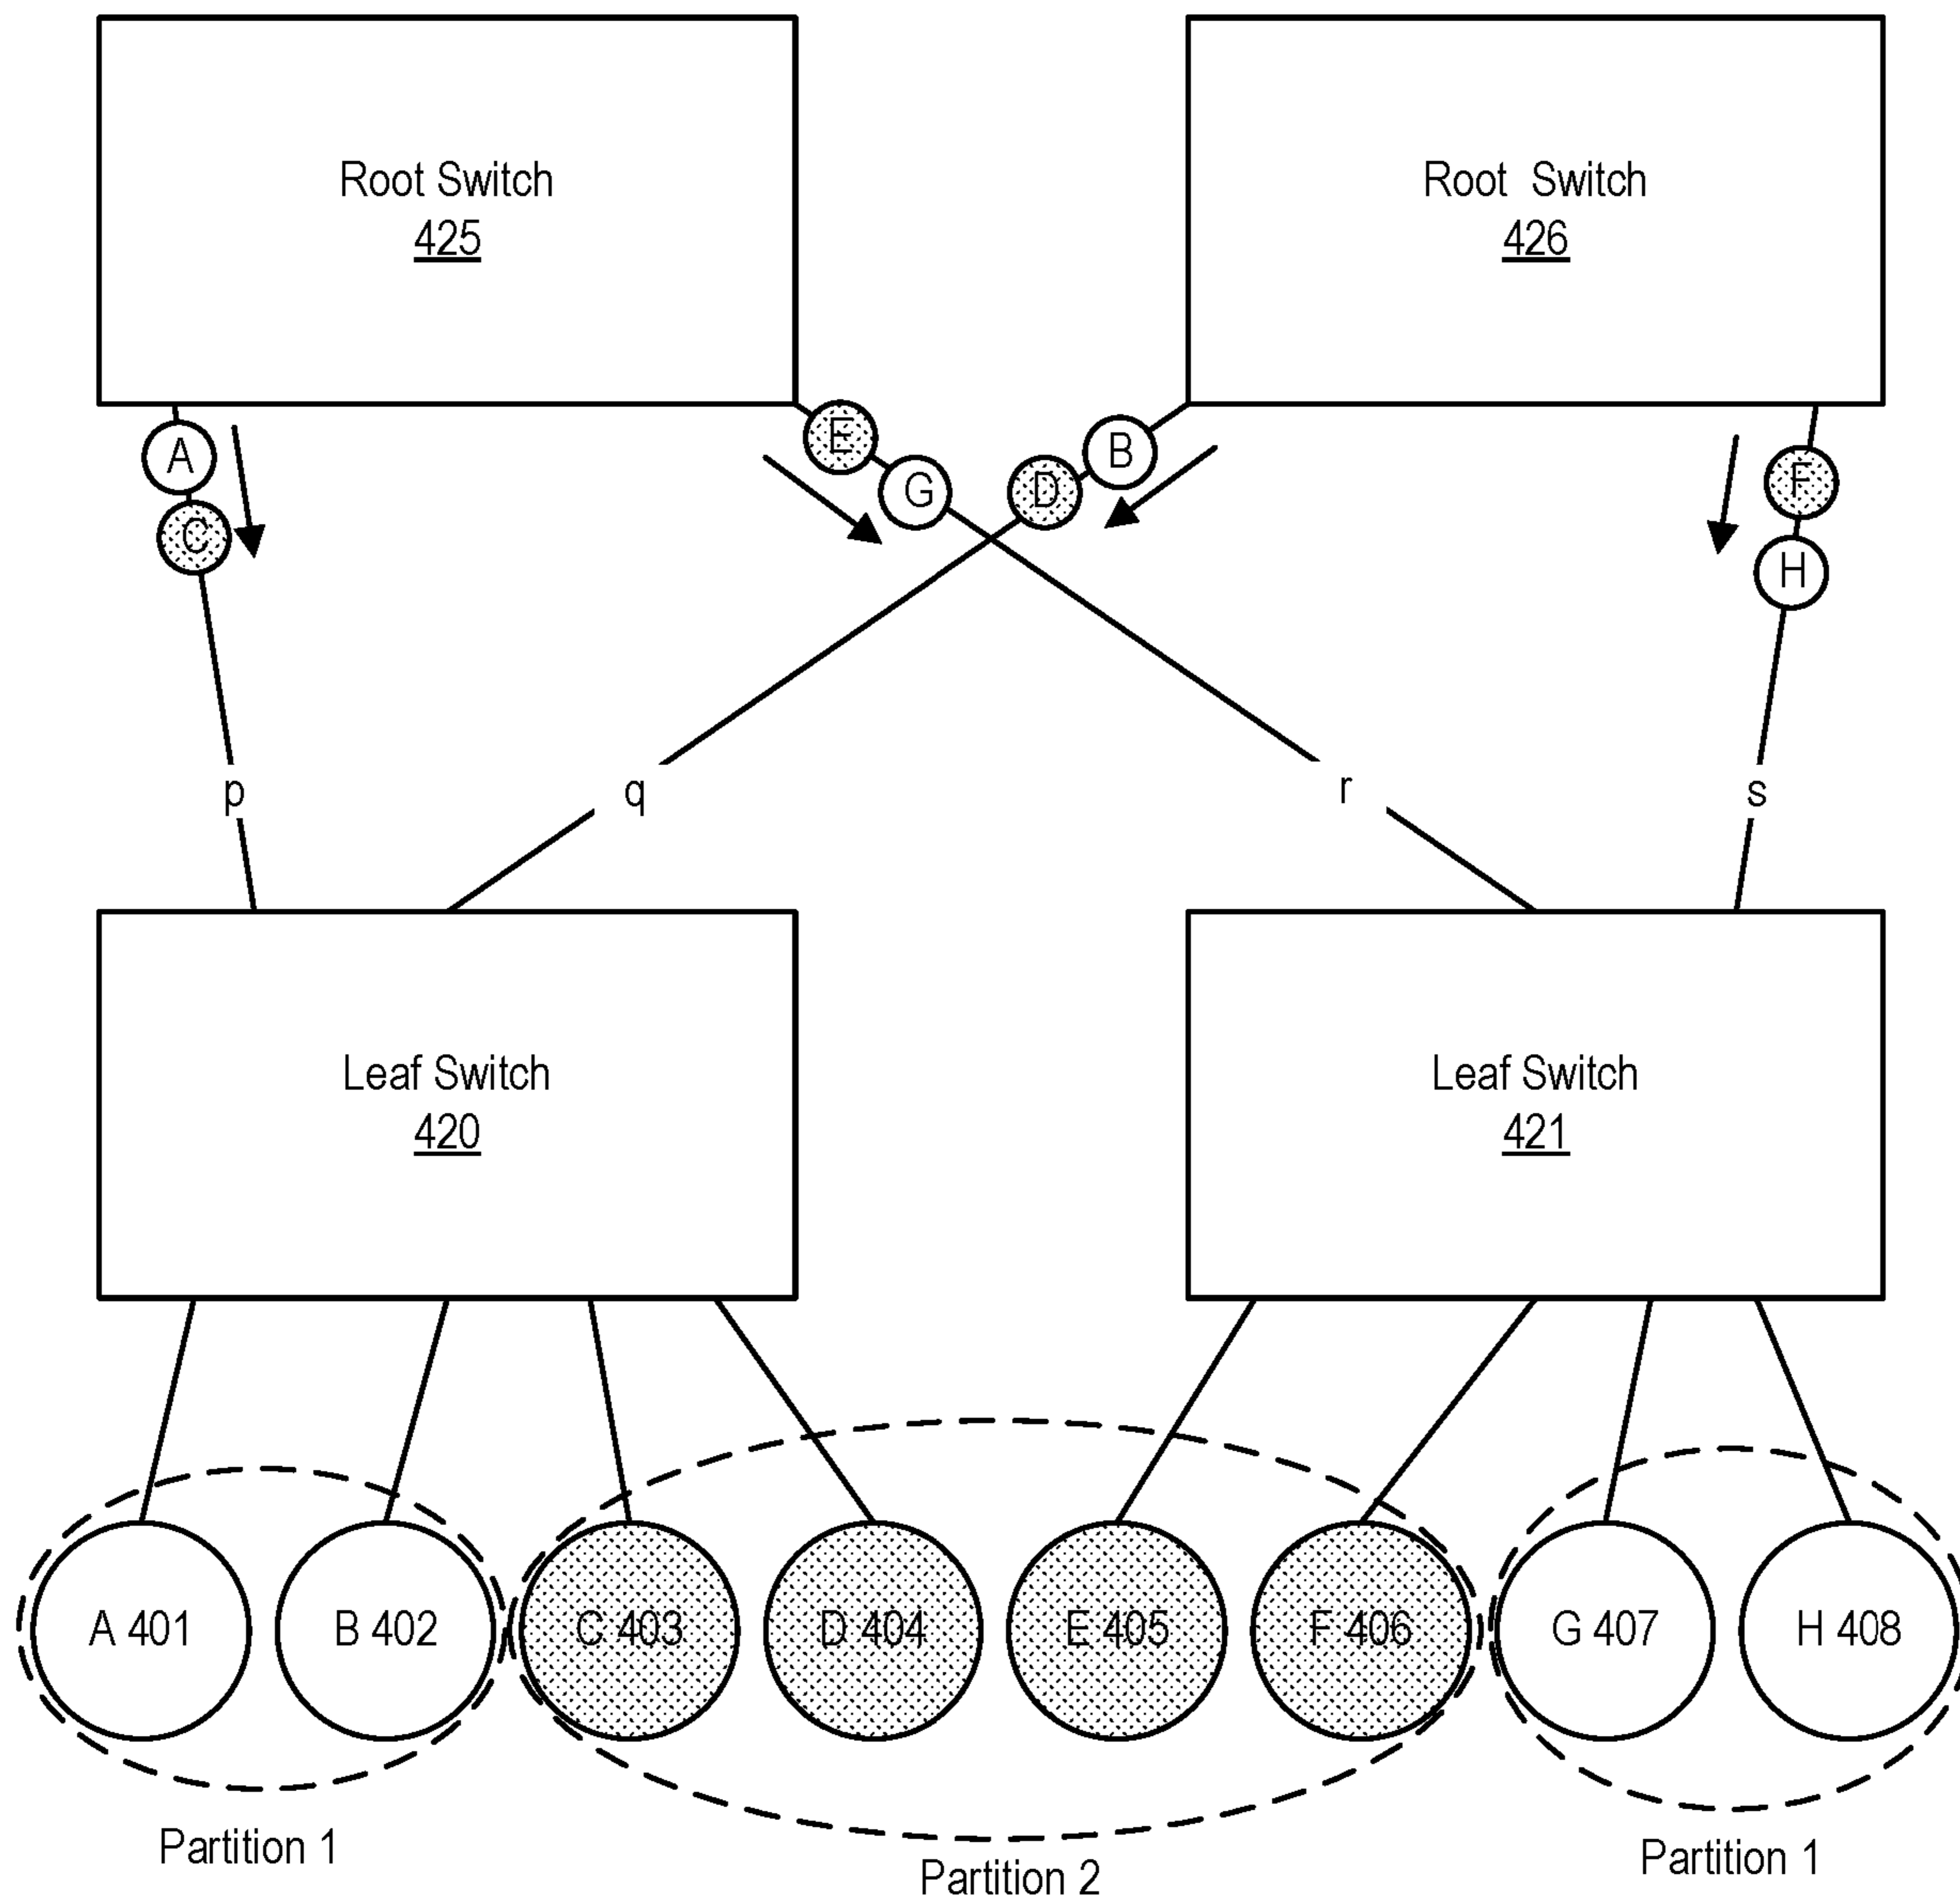 Root Switch
425
Root Switch
426
A
C
E
G
D
B
F
H
p
q
r
s
Leaf Switch
420
Leaf Switch
421
A 401
B 402
C 403
D 404
E 405
F 406
G 407
H 408
Partition 1
Partition 2
Partition 1